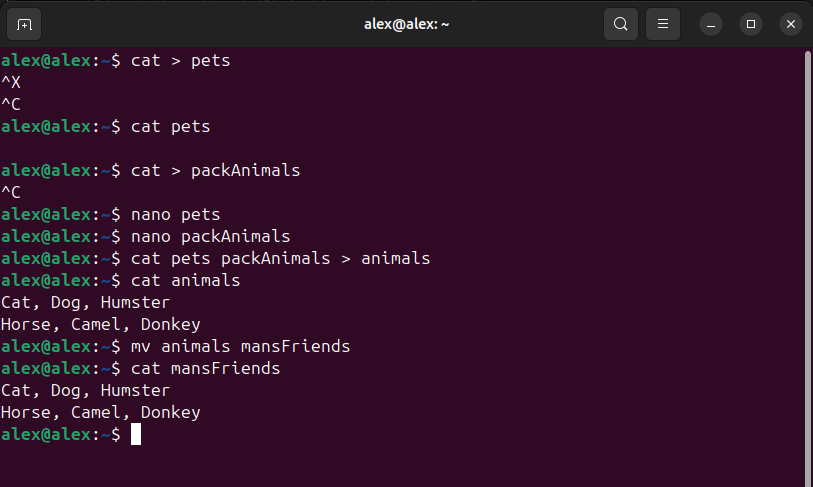 alex@alex: ~
alex@alex:~$ cat > pets
^X
^C
alex@alex:~$ cat pets

alex@alex:~$ cat > packAnimals
^C
alex@alex:~$ nano pets
alex@alex:~$ nano packAnimals
alex@alex:~$ cat pets packAnimals > animals
alex@alex:~$ cat animals
Cat, Dog, Humster
Horse, Camel, Donkey
alex@alex:~$ mv animals mansFriends
alex@alex:~$ cat mansFriends
Cat, Dog, Humster
Horse, Camel, Donkey
alex@alex:~$